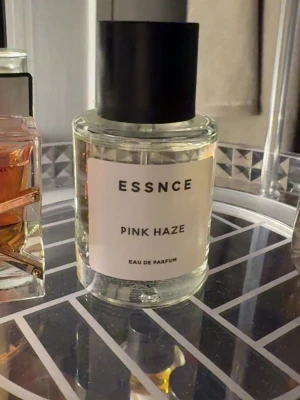 ESSNCE
PINK HAZE
EAU DE PARFUM